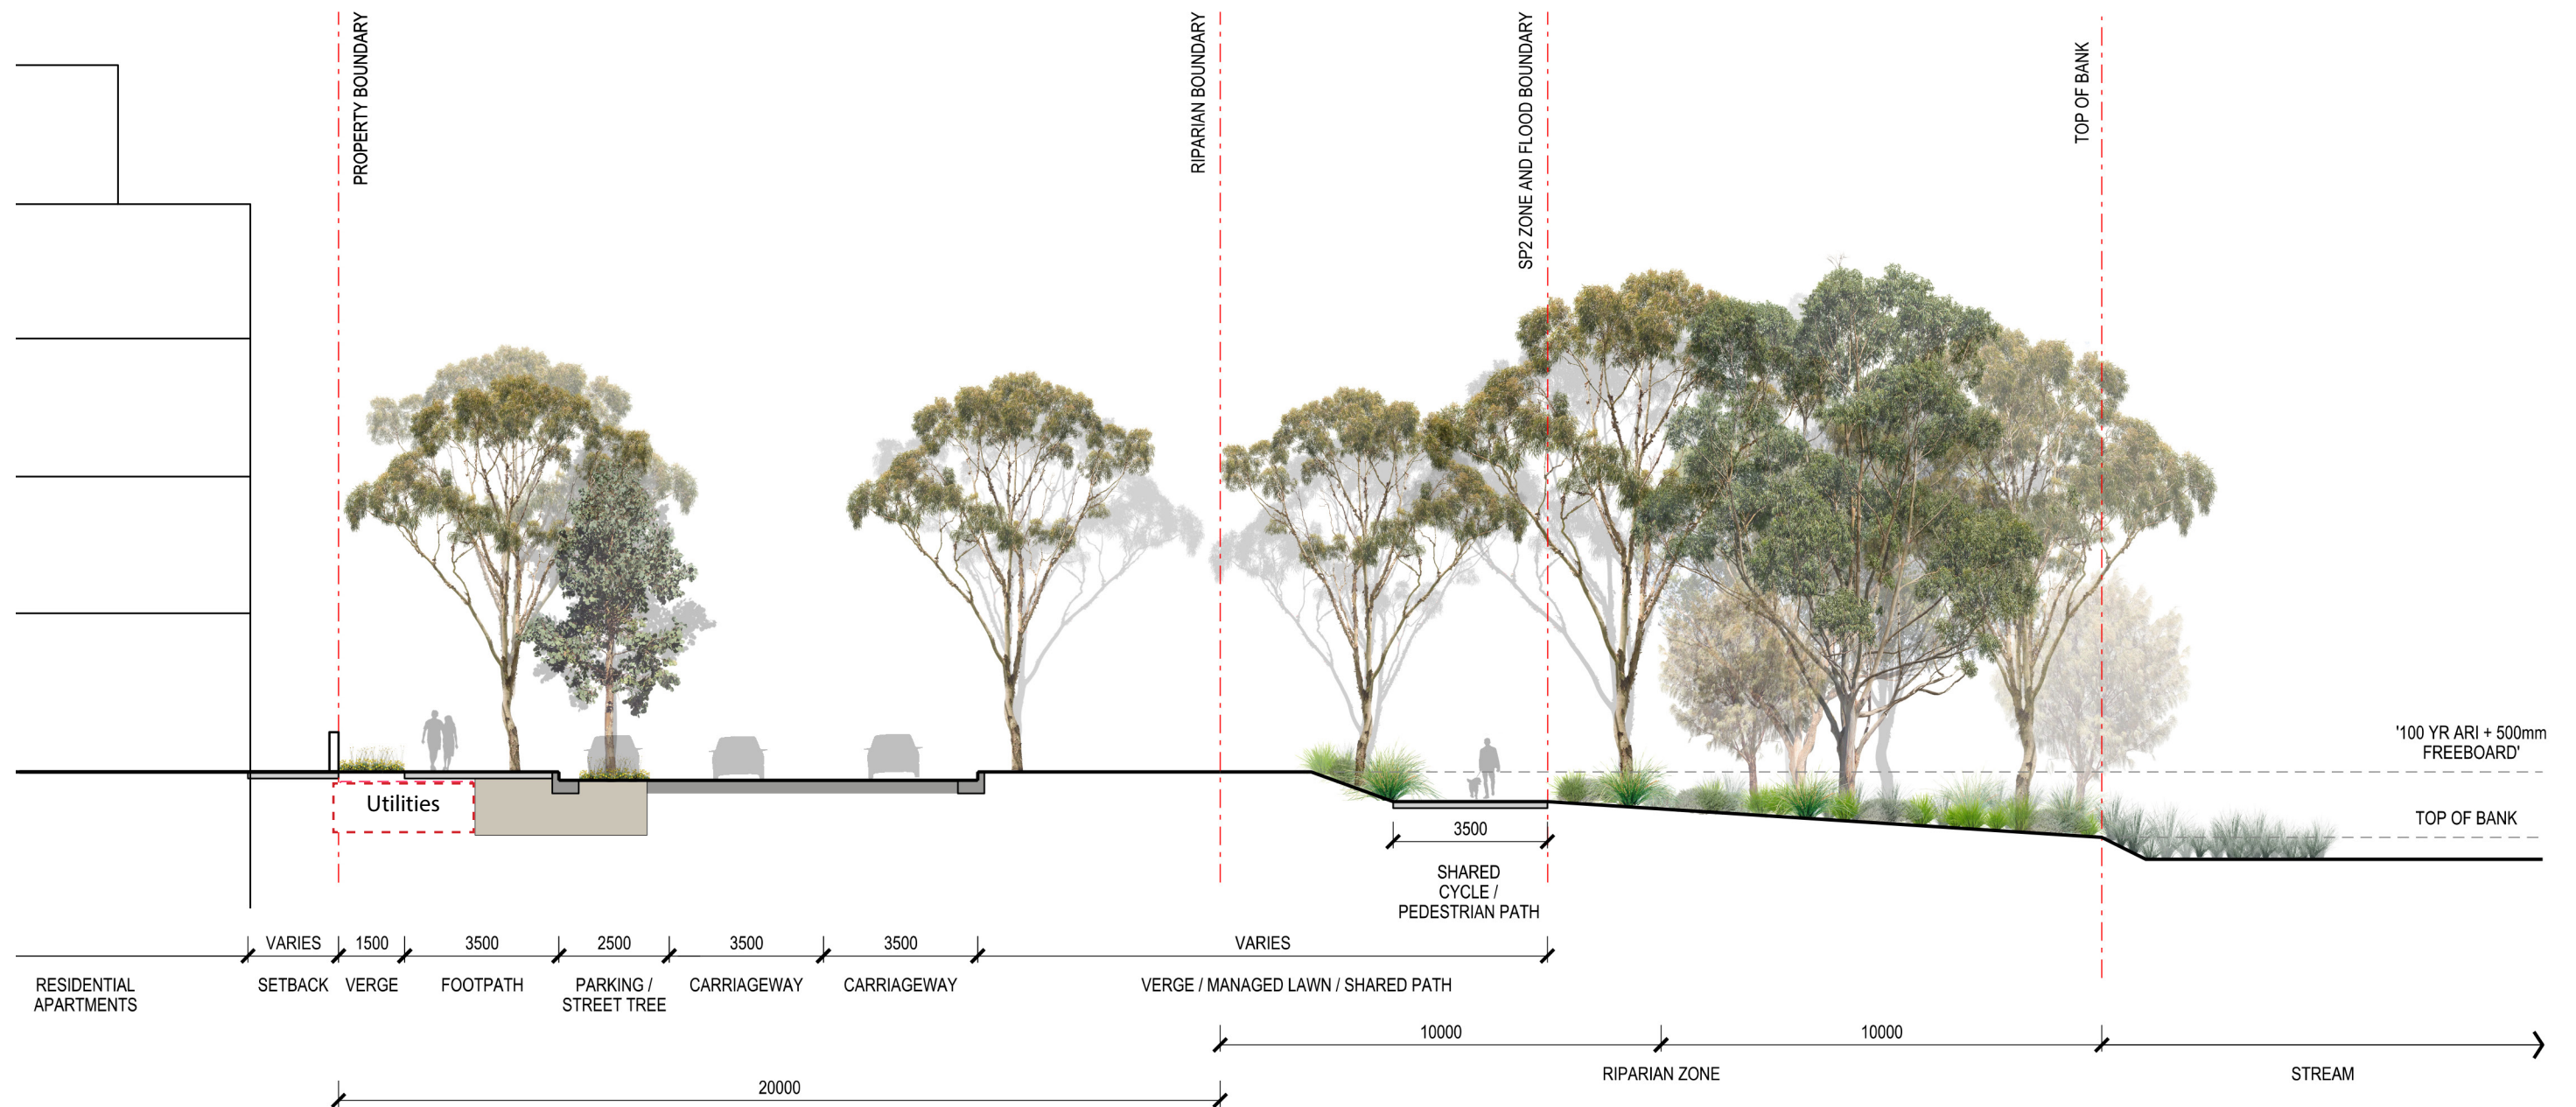 PROPERTY BOUNDARY
RIPARIAN BOUNDARY
SP2 ZONE AND FLOOD BOUNDARY
TOP OF BANK
'100 YR ARI + 500mm
FREEBOARD'
TOP OF BANK
Utilities
3500
SHARED
CYCLE /
PEDESTRIAN PATH
VARIES
1500
3500
2500
3500
3500
VARIES
RESIDENTIAL
APARTMENTS
SETBACK
VERGE
FOOTPATH
PARKING /
STREET TREE
CARRIAGEWAY
CARRIAGEWAY
VERGE / MANAGED LAWN / SHARED PATH
10000
10000
RIPARIAN ZONE
STREAM
20000